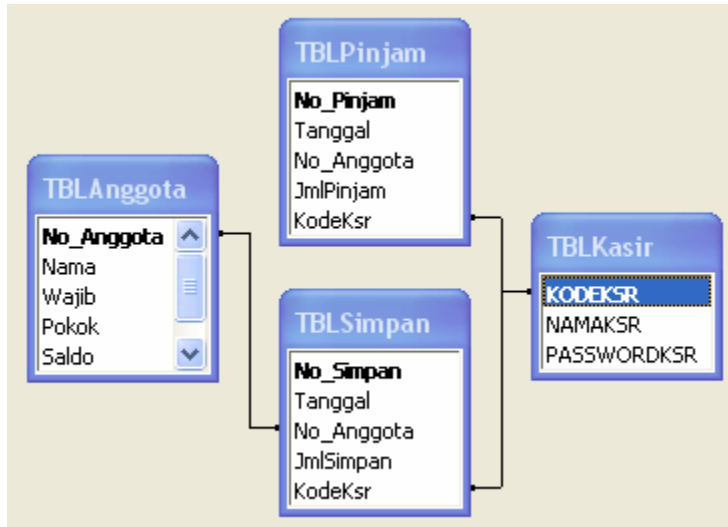 TBLPinjam
No_Pinjam
Tanggal
No_Anggota
JmlPinjam
KodeKsr
TBLAnggota
No_Anggota
Nama
Wajib
Pokok
Saldo
TBLSimpan
No_Simpan
Tanggal
No_Anggota
JmlSimpan
KodeKsr
TBLKasir
KODEKSR
NAMAKSR
PASSWORDKSR